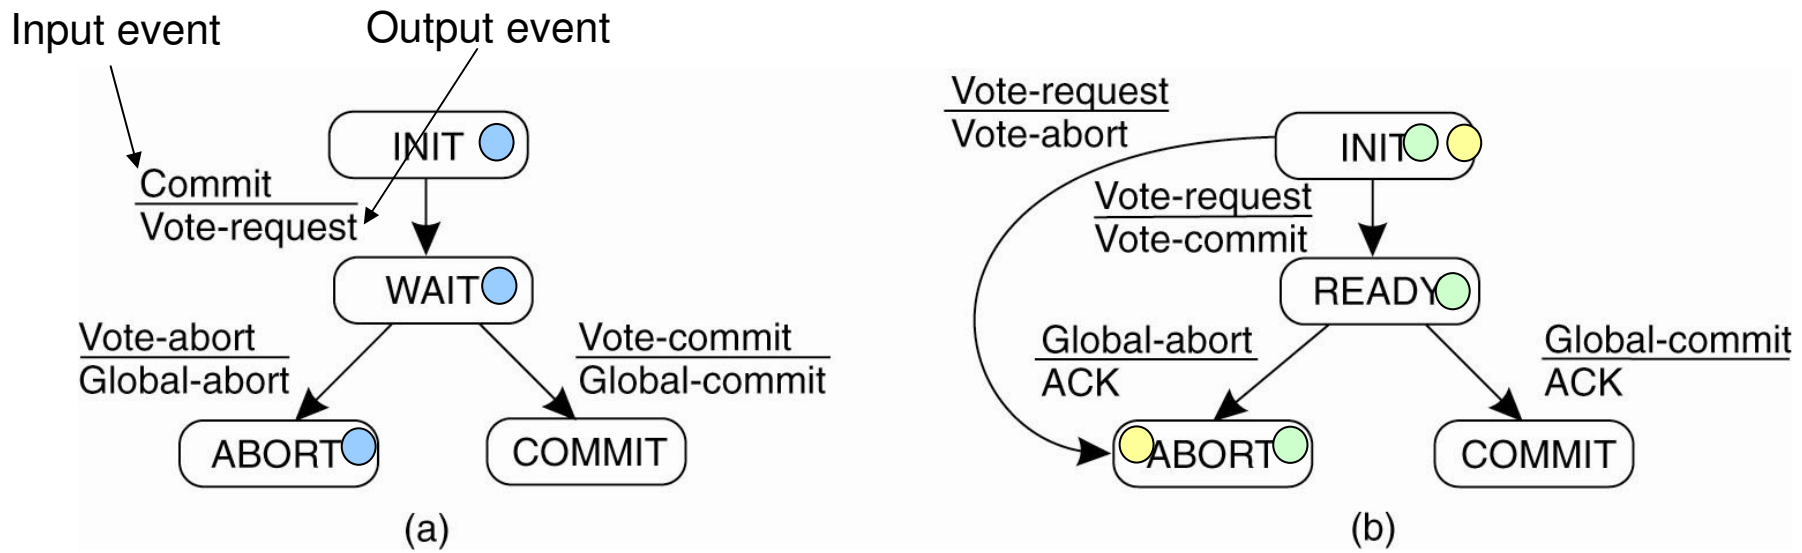 Input event
Output event
INIT
Commit
Vote-request
WAIT
Vote-abort
Global-abort
Vote-commit
Global-commit
ABORT
COMMIT
(a)
Vote-request
Vote-abort
INIT
Vote-request
Vote-commit
READY
Global-abort
ACK
Global-commit
ACK
ABORT
COMMIT
(b)